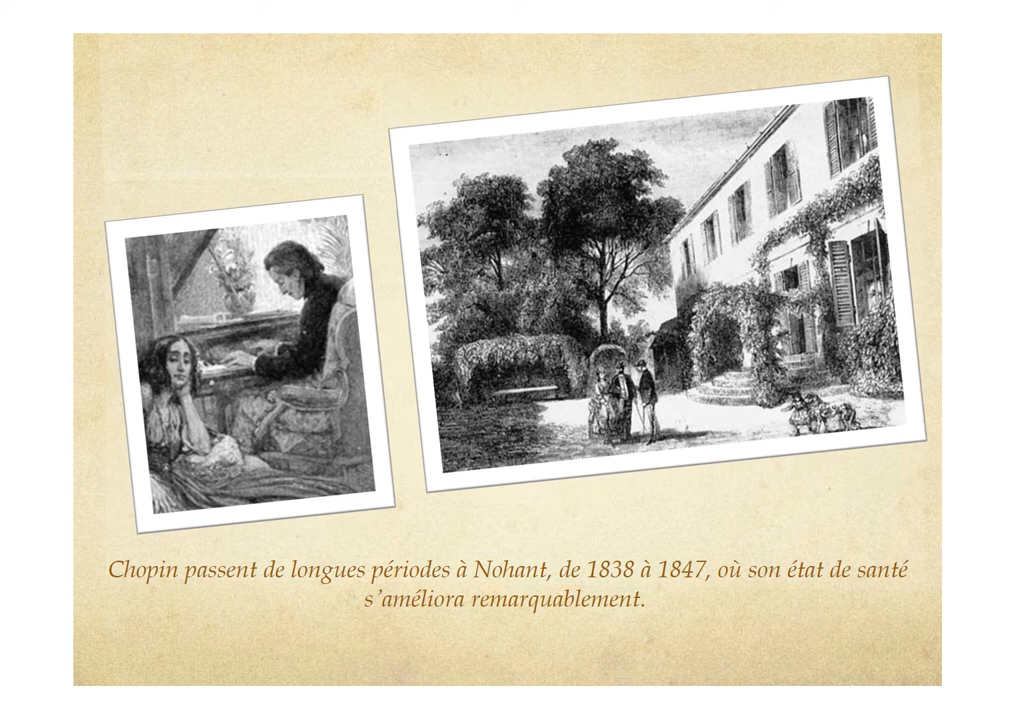 Chopin passent de longues périodes à Nohant, de 1838 à 1847, où son état de santé
s’améliora remarquablement.